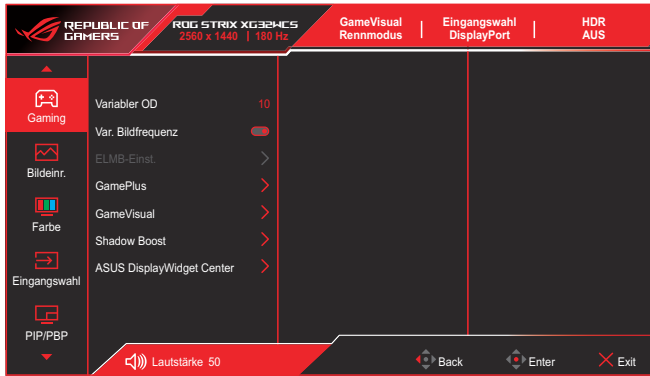 REPUBLIC OF
GAMERS
ROG STRIX XG32WCS
2560 x 1440 | 180 Hz
GameVisual
Rennmodus
Eingangswahl
DisplayPort
HDR
AUS
Gaming
Bildeinr.
Farbe
Eingangswahl
PIP/PBP
Variabler OD 10
Var. Bildfrequenz
ELMB-Einst.
GamePlus
GameVisual
Shadow Boost
ASUS DisplayWidget Center
Lautstärke 50
Back
Enter
Exit